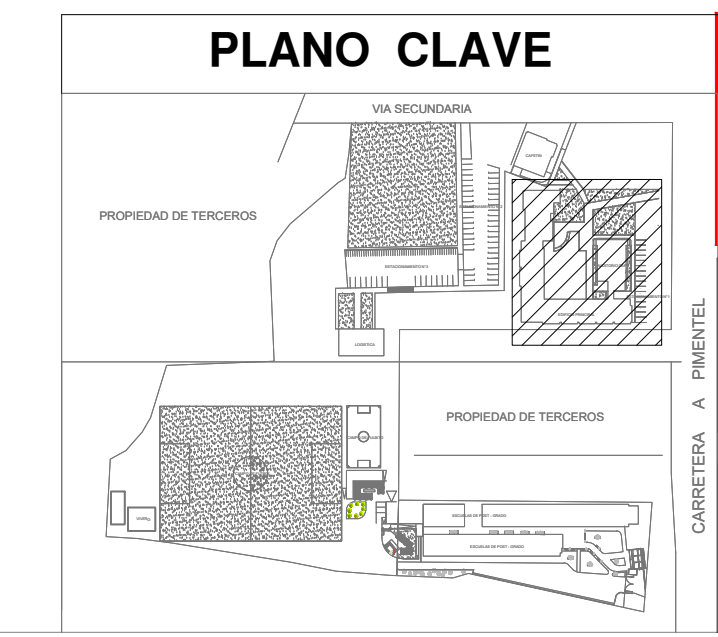 PLANO CLAVE
VIA SECUNDARIA
CAFETIN
PROPIEDAD DE TERCEROS
ESTACIONAMIENTO N°3
EDIFICIO PRINCIPAL
LOGISTICA
CARRETERA A PIMENTEL
PROPIEDAD DE TERCEROS
VIVERO
ESCUELAS DE POST - GRADO
ESCUELAS DE POST - GRADO